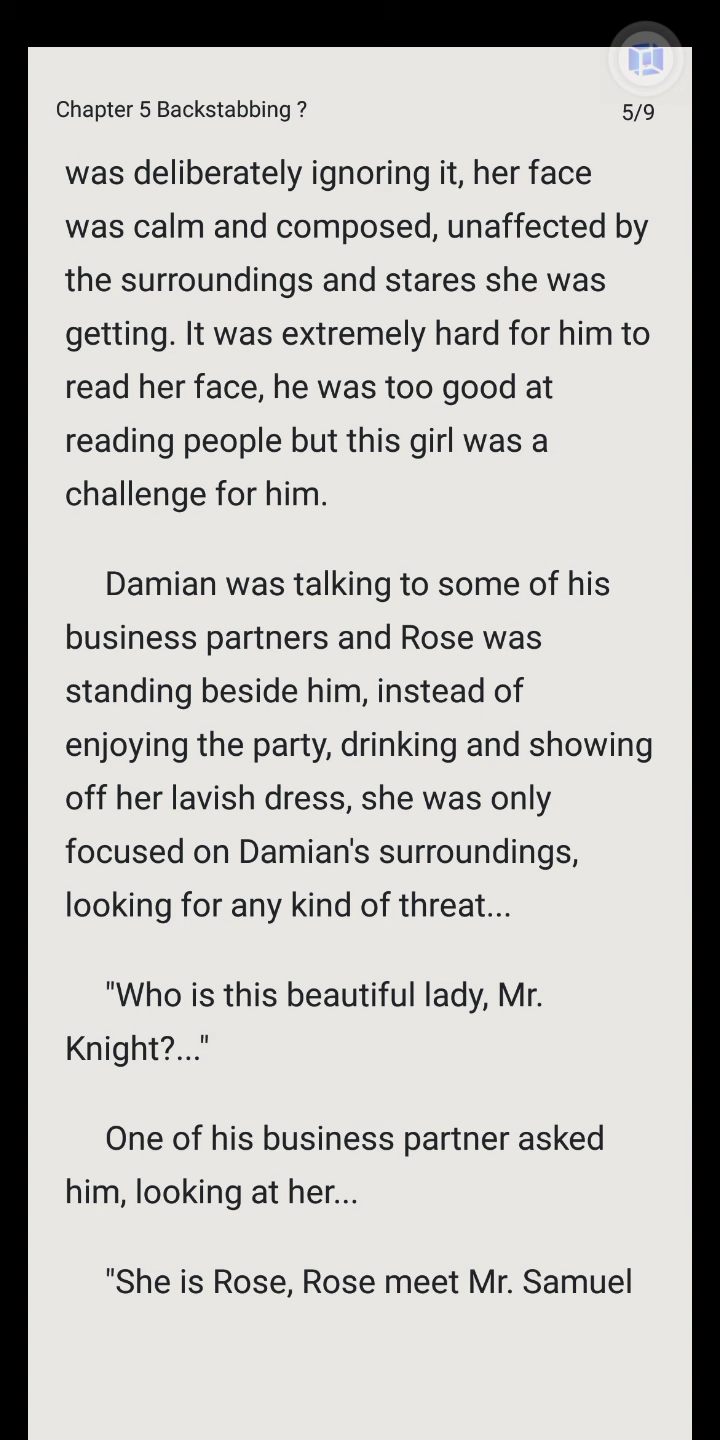 Chapter 5 Backstabbing ?
5/9
was deliberately ignoring it, her face
was calm and composed, unaffected by
the surroundings and stares she was
getting. It was extremely hard for him to
read her face, he was too good at
reading people but this girl was a
challenge for him.
Damian was talking to some of his
business partners and Rose was
standing beside him, instead of
enjoying the party, drinking and showing
off her lavish dress, she was only
focused on Damian's surroundings,
looking for any kind of threat...
"Who is this beautiful lady, Mr.
Knight?..."
One of his business partner asked
him, looking at her...
"She is Rose, Rose meet Mr. Samuel